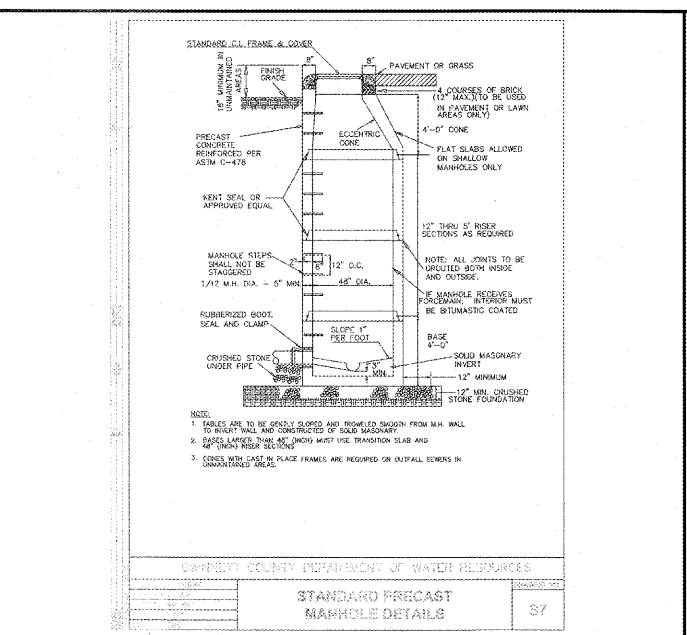 STANDARD C.I. FRAME & COVER
8"
8"
PAVEMENT OR GRASS
18" MINIMUM IN
UNMAINTAINED
AREAS
FINISH
GRADE
4 COURSES OF BRICK
(12" MAX.)(TO BE USED
IN PAVEMENT OR LAWN
AREAS ONLY)
PRECAST
CONCRETE
REINFORCED PER
ASTM C-478
ECCENTRIC
CONE
4'-0" CONE
FLAT SLABS ALLOWED
ON SHALLOW
MANHOLES ONLY
KENT SEAL OR
APPROVED EQUAL
12" THRU 5' RISER
SECTIONS AS REQUIRED
MANHOLE STEPS
SHALL NOT BE
STAGGERED
2"
8"
12" O.C.
NOTE: ALL JOINTS TO BE
GROUTED BOTH INSIDE
AND OUTSIDE.
1/12 M.H. DIA. - 5" MIN.
48" DIA.
IF MANHOLE RECEIVES
FORCEMAIN; INTERIOR MUST
BE BITUMASTIC COATED
RUBBERIZED BOOT,
SEAL AND CLAMP
SLOPE 1"
PER FOOT
BASE
4'-0"
CRUSHED STONE
UNDER PIPE
3"
MIN.
SOLID MASONARY
INVERT
12" MINIMUM
12" MIN. CRUSHED
STONE FOUNDATION
NOTE:
1. TABLES ARE TO BE GENTLY SLOPED AND TROWELED SMOOTH FROM M.H. WALL
TO INVERT WALL AND CONSTRUCTED OF SOLID MASONARY.
2. BASES LARGER THAN 48" (INCH) MUST USE TRANSITION SLAB AND
48" (INCH) RISER SECTIONS
3. CONES WITH CAST IN PLACE FRAMES ARE REQUIRED ON OUTFALL SEWERS IN
UNMAINTAINED AREAS.
GWINNETT COUNTY DEPARTMENT OF WATER RESOURCES
STANDARD PRECAST
MANHOLE DETAILS
DRAWING NO.
S7